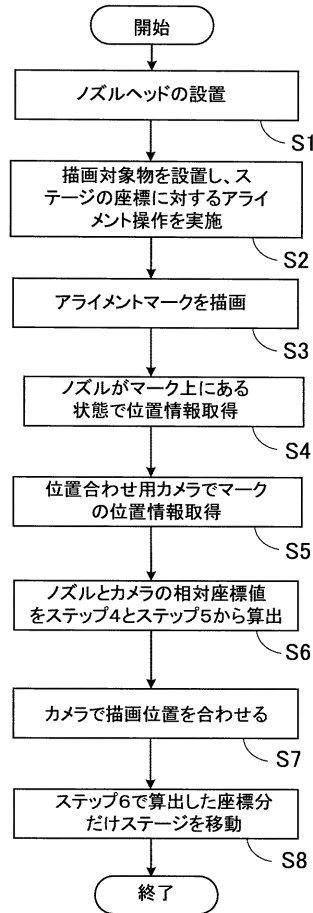 開始
ノズルヘッドの設置
S1
描画対象物を設置し、ス
テージの座標に対するアライ
メント操作を実施
S2
アライメントマークを描画
S3
ノズルがマーク上にある
状態で位置情報取得
S4
位置合わせ用カメラでマーク
の位置情報取得
S5
ノズルとカメラの相対座標値
をステップ4とステップ5から算出
S6
カメラで描画位置を合わせる
S7
ステップ6で算出した座標分
だけステージを移動
S8
終了